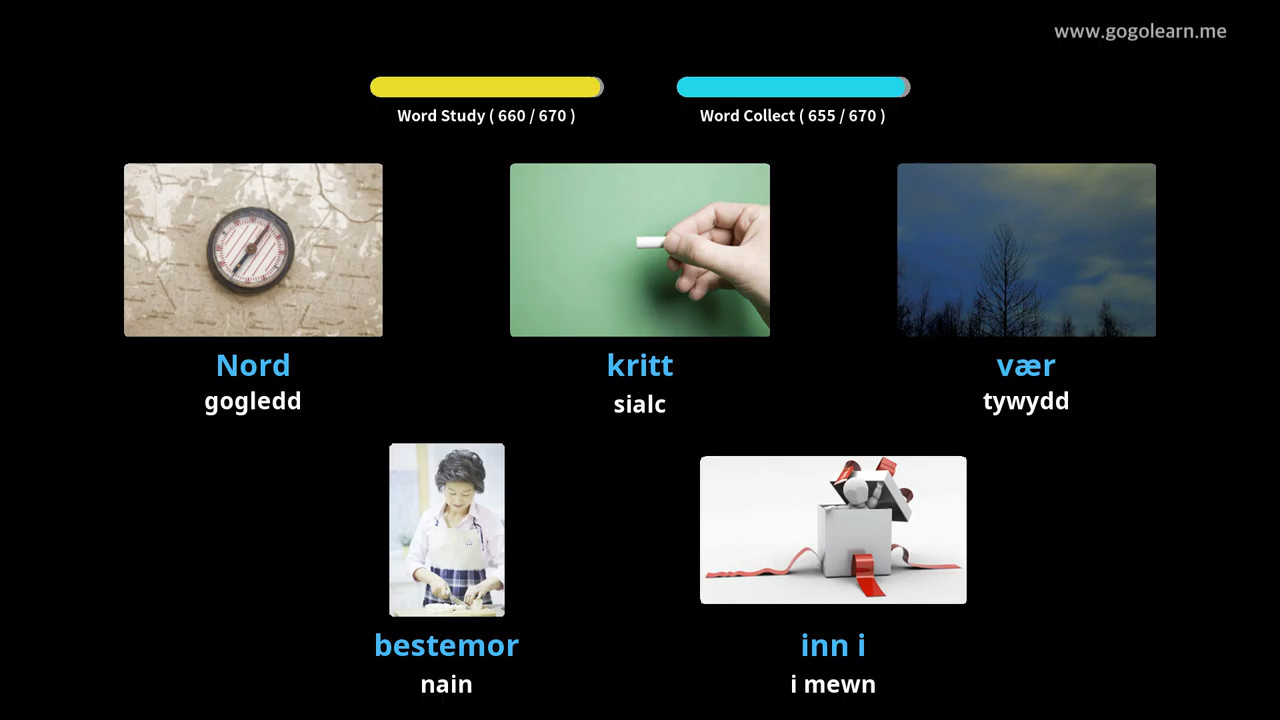 www.gogolearn.me
Word Study ( 660 / 670 )
Word Collect ( 655 / 670 )
Nord
gogledd
kritt
sialc
vær
tywydd
bestemor
nain
inn i
i mewn